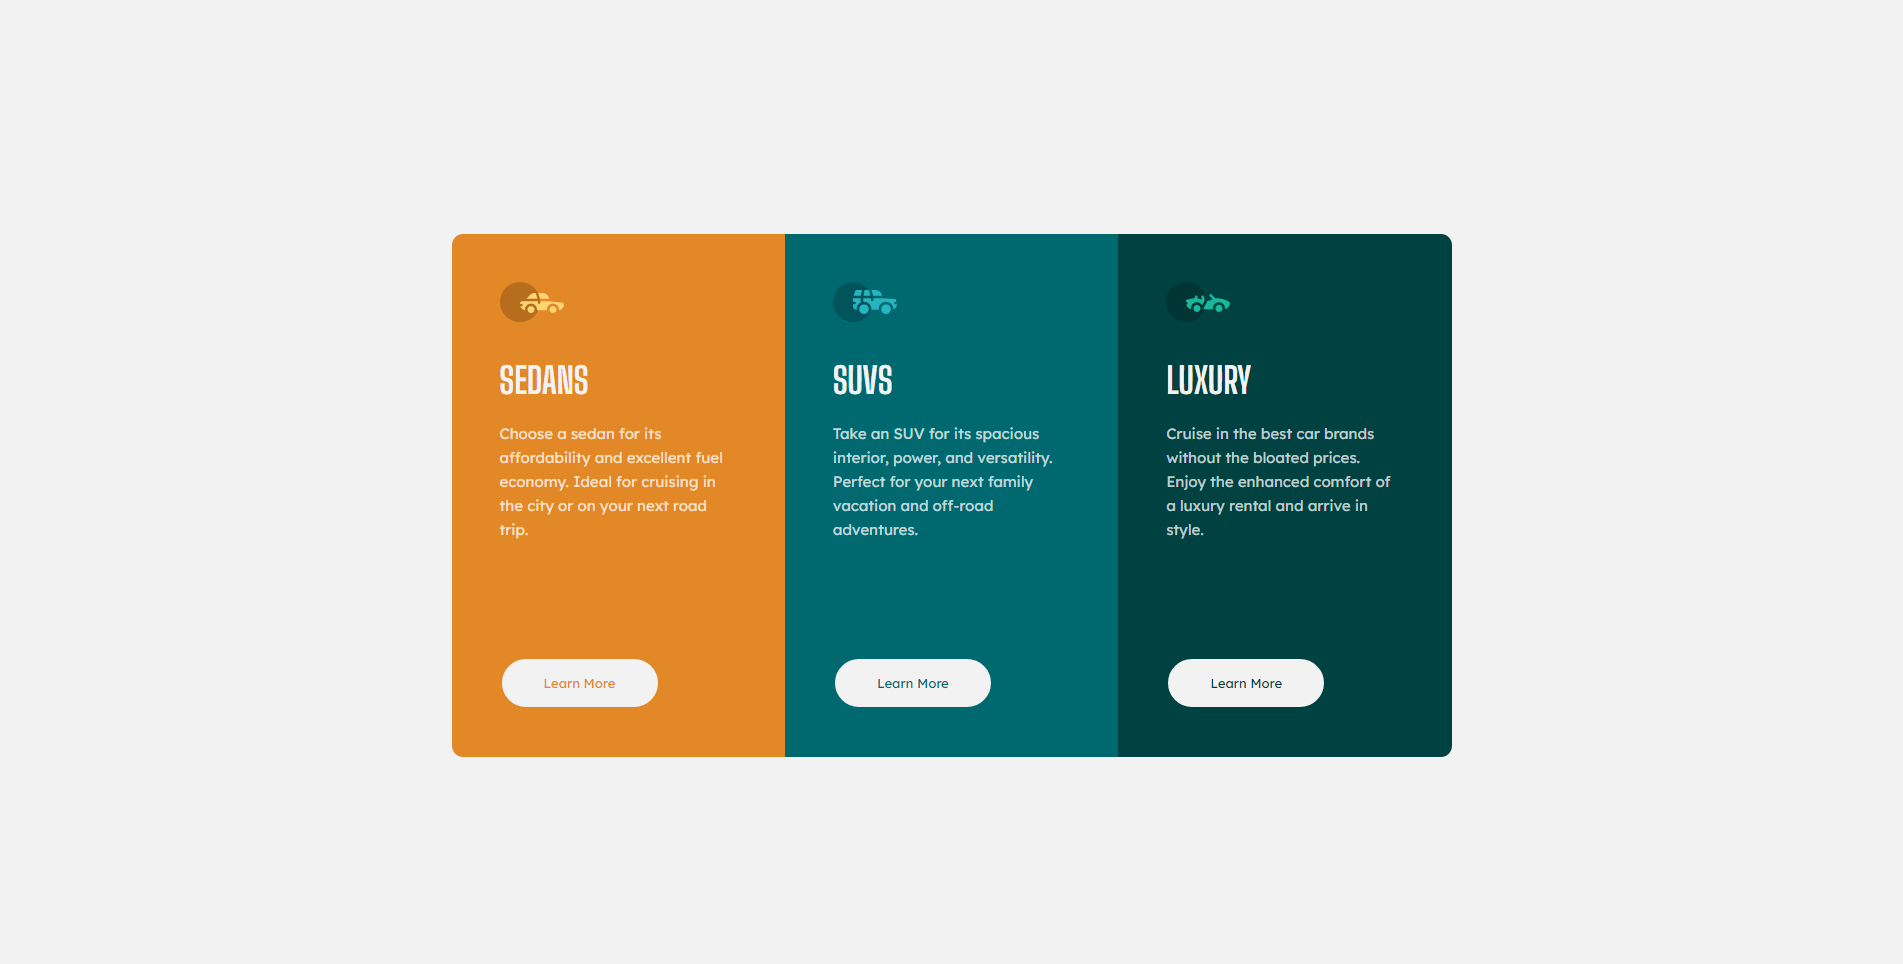 SEDANS
Choose a sedan for its
affordability and excellent fuel
economy. Ideal for cruising in
the city or on your next road
trip.
Learn More
SUVS
Take an SUV for its spacious
interior, power, and versatility.
Perfect for your next family
vacation and off-road
adventures.
Learn More
LUXURY
Cruise in the best car brands
without the bloated prices.
Enjoy the enhanced comfort of
a luxury rental and arrive in
style.
Learn More